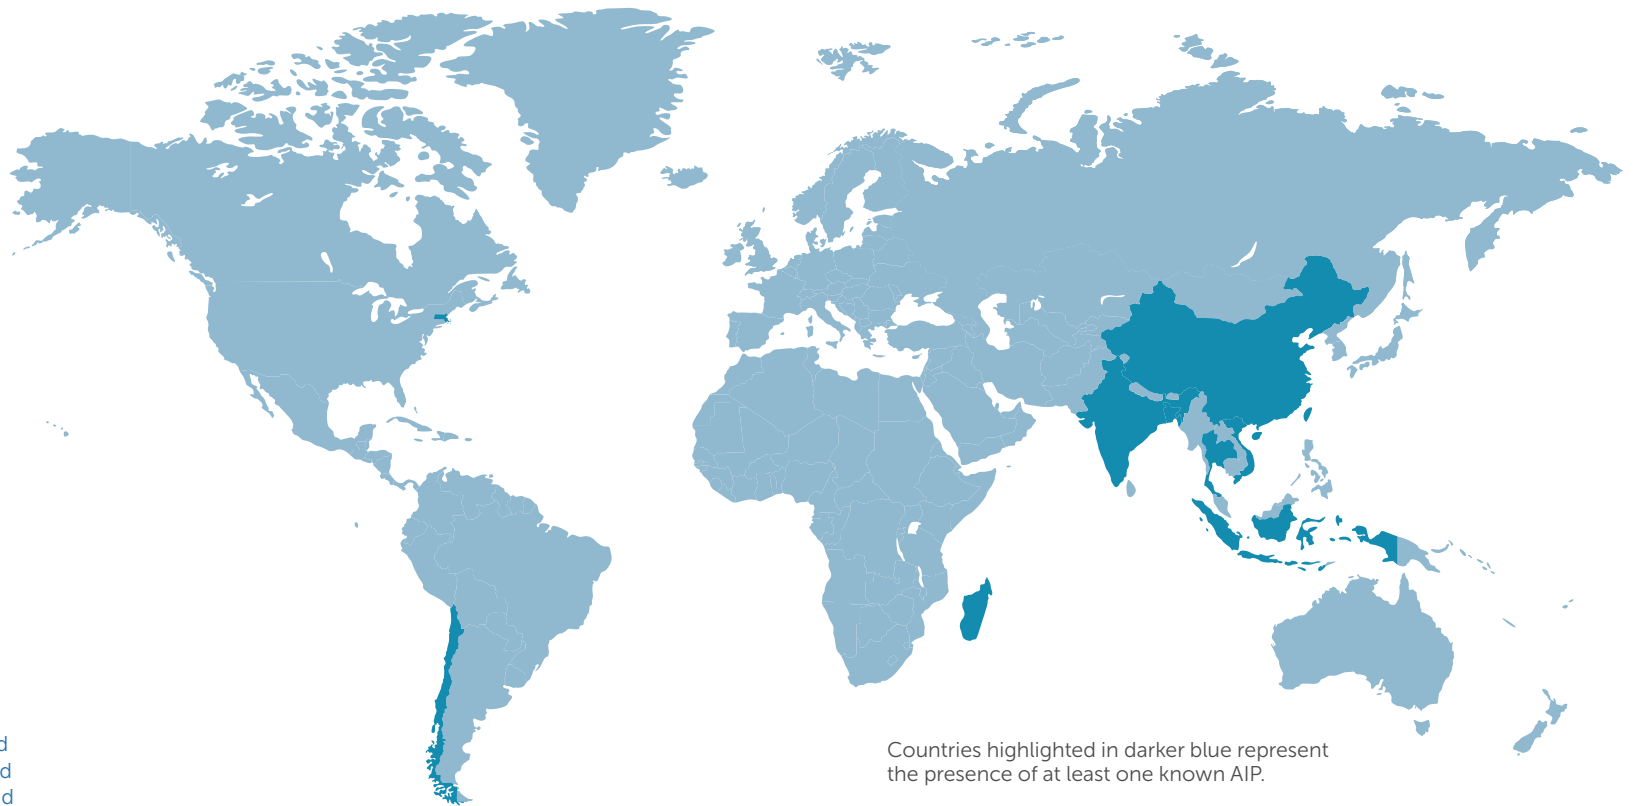 d
d
d
Countries highlighted in darker blue represent
the presence of at least one known AIP.